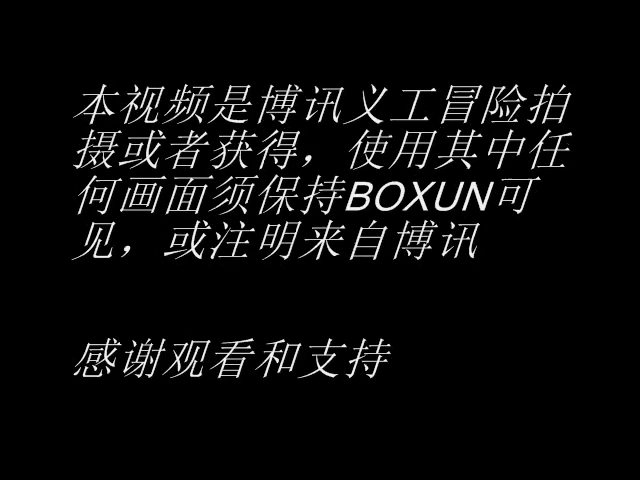 本视频是博讯义工冒险拍
摄或者获得，使用其中任
何画面须保持BOXUN可
见，或注明来自博讯
感谢观看和支持